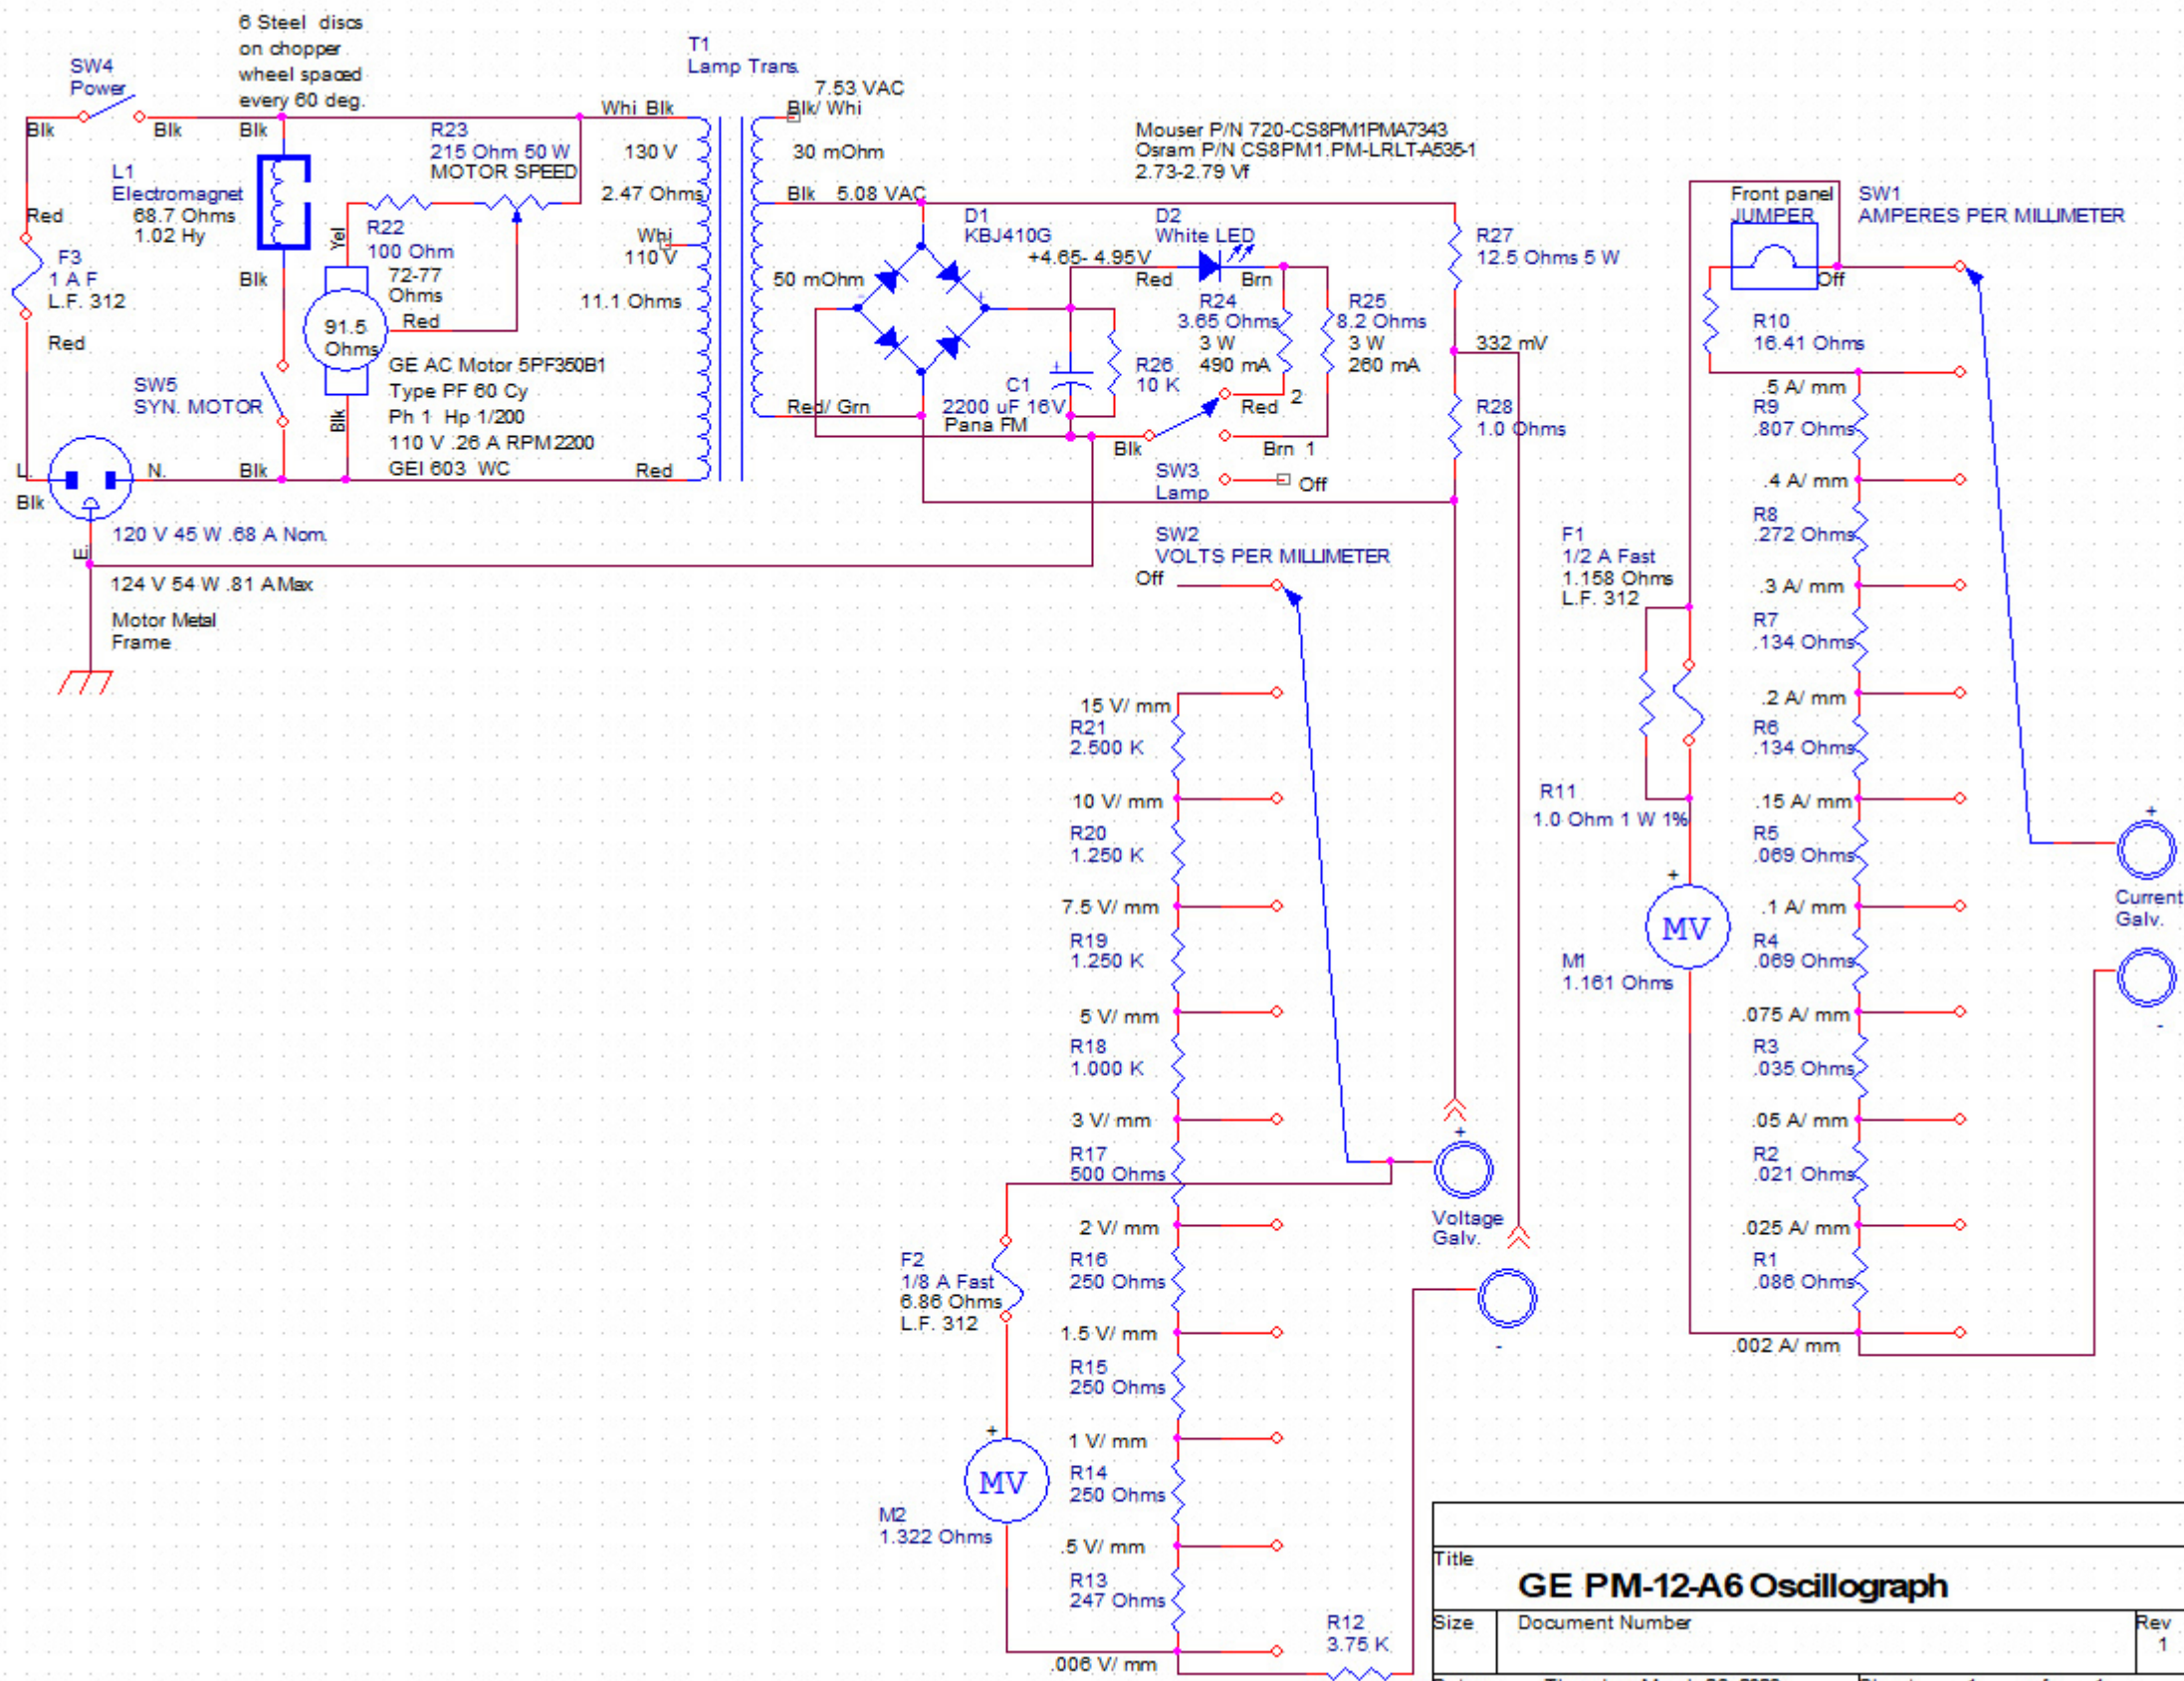 6 Steel discs
on chopper
wheel spaced
every 60 deg.
SW4
Power
Blk
Blk
Blk
L1
Electromagnet
68.7 Ohms
1.02 Hy
Red
F3
1 A F
L.F. 312
Red
Blk
SW5
SYN. MOTOR
L.
Blk
N.
Blk
E.
120 V 45 W .68 A Nom.
124 V 54 W .81 A Max
Motor Metal
Frame
R23
215 Ohm 50 W
MOTOR SPEED
R22
100 Ohm
Yel
72-77
Ohms
91.5
Ohms
Red
Blk
GE AC Motor 5PF350B1
Type PF 60 Cy
Ph 1 Hp 1/200
110 V .26 A RPM 2200
GEI 603 WC
T1
Lamp Trans.
Whi Blk
130 V
2.47 Ohms
Whi
110 V
11.1 Ohms
Red
7.53 VAC
Blk/ Whi
30 mOhm
Blk 5.08 VAC
50 mOhm
Red/ Grn
Mouser P/N 720-CS8PM1PMA7343
Osram P/N CS8PM1.PM-LRLT-A535-1
2.73-2.79 Vf
D1
KBJ410G
D2
White LED
+4.65- 4.95V
Red
Brn
-
+
R24
3.65 Ohms
3 W
490 mA
R25
8.2 Ohms
3 W
260 mA
R26
10 K
+
C1
2200 uF 16V
Pana FM
Red 2
Blk
Brn 1
SW3
Lamp
Off
R27
12.5 Ohms 5 W
332 mV
R28
1.0 Ohms
SW2
VOLTS PER MILLIMETER
Off
15 V/ mm
R21
2.500 K
10 V/ mm
R20
1.250 K
7.5 V/ mm
R19
1.250 K
5 V/ mm
R18
1.000 K
3 V/ mm
R17
500 Ohms
2 V/ mm
R16
250 Ohms
1.5 V/ mm
R15
250 Ohms
1 V/ mm
R14
250 Ohms
.5 V/ mm
R13
247 Ohms
.006 V/ mm
R12
3.75 K
F2
1/8 A Fast
6.86 Ohms
L.F. 312
+
MV
M2
1.322 Ohms
+
Voltage
Galv.
-
Front panel
JUMPER
Off
SW1
AMPERES PER MILLIMETER
R10
16.41 Ohms
.5 A/ mm
R9
.807 Ohms
.4 A/ mm
R8
.272 Ohms
.3 A/ mm
R7
.134 Ohms
.2 A/ mm
R6
.134 Ohms
.15 A/ mm
R5
.069 Ohms
.1 A/ mm
R4
.069 Ohms
.075 A/ mm
R3
.035 Ohms
.05 A/ mm
R2
.021 Ohms
.025 A/ mm
R1
.086 Ohms
.002 A/ mm
F1
1/2 A Fast
1.158 Ohms
L.F. 312
R11
1.0 Ohm 1 W 1%
+
MV
M1
1.161 Ohms
+
Current
Galv.
-
Title
GE PM-12-A6 Oscillograph
Size
Document Number
Rev
1